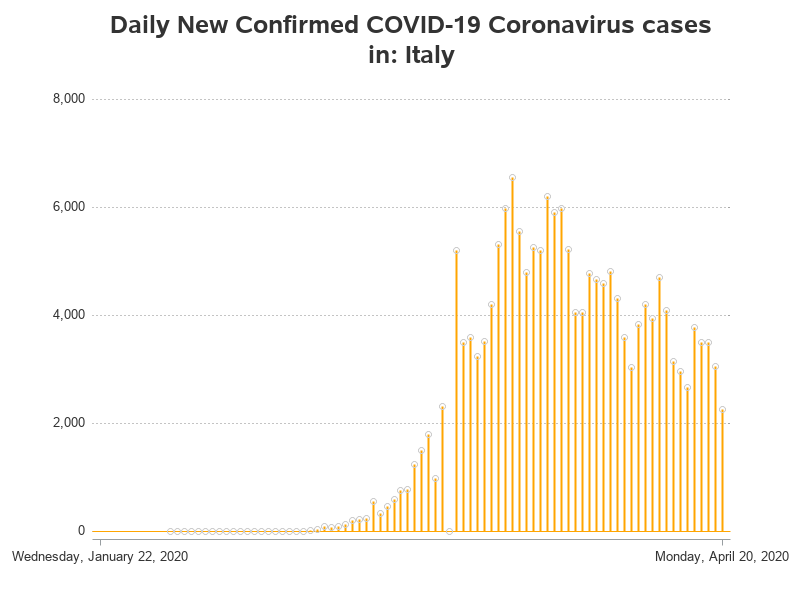 Daily New Confirmed COVID-19 Coronavirus cases
in: Italy
8,000
6,000
4,000
2,000
0
Wednesday, January 22, 2020
Monday, April 20, 2020